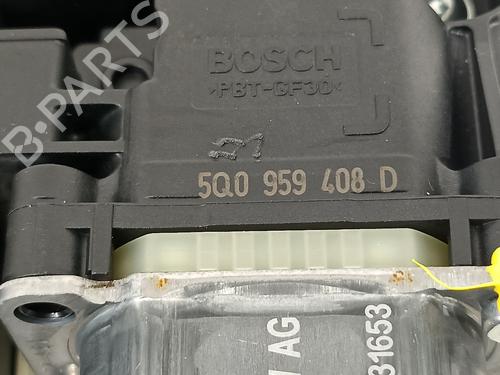 BOSCH
>PBT-GF30<
5Q0 959 408 D
B-PARTS
AG
31653